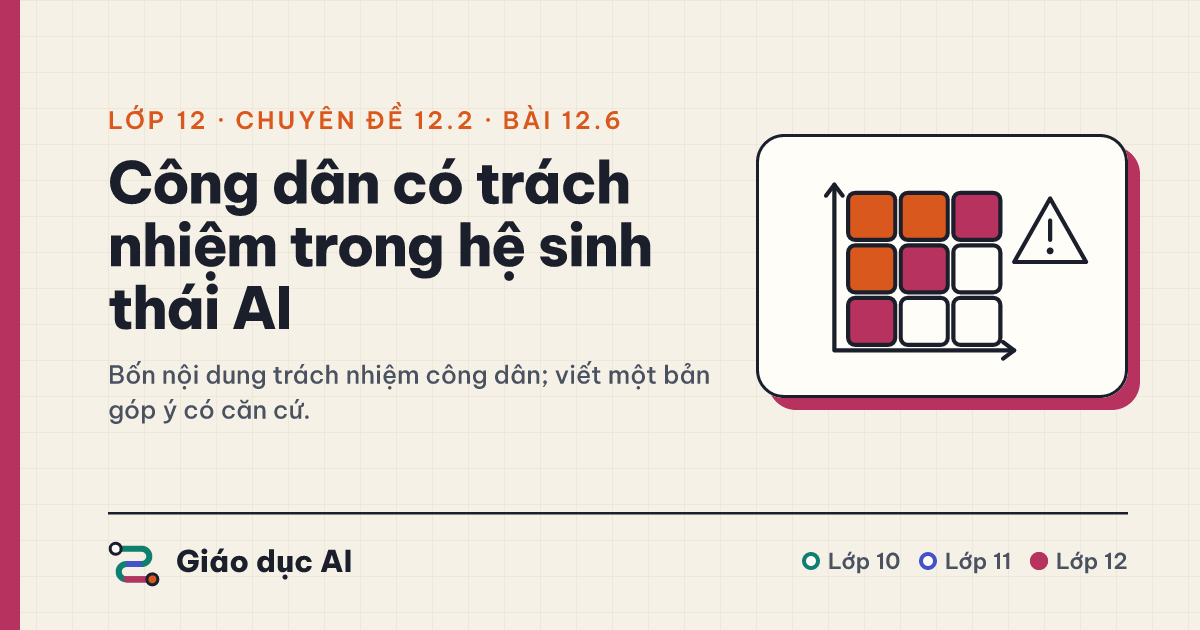 LỚP 12 · CHUYÊN ĐỀ 12.2 · BÀI 12.6
Công dân có trách
nhiệm trong hệ sinh
thái AI
Bốn nội dung trách nhiệm công dân; viết một bản
góp ý có căn cứ.
Giáo dục AI
Lớp 10 Lớp 11 Lớp 12